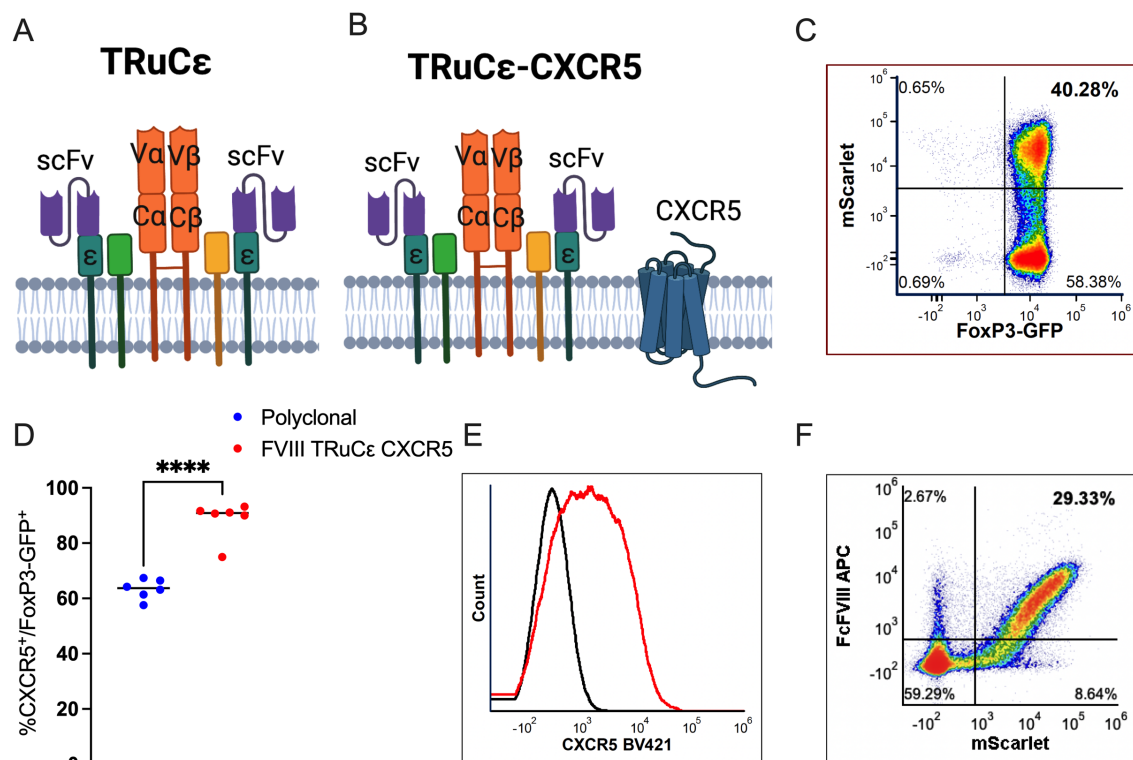 A
TRuCε
scFv
Vα
Vβ
scFv
Cα
Cβ
ε
ε
B
TRuCε-CXCR5
scFv
Vα
Vβ
scFv
Cα
Cβ
CXCR5
ε
ε
C
mScarlet
10^6
10^5
10^4
10^3
-10^2
0.65%
40.28%
0.69%
58.38%
-10^2
10^3
10^4
10^5
10^6
FoxP3-GFP
D
Polyclonal
FVIII TRuCε CXCR5
****
%CXCR5+/FoxP3-GFP+
100
80
60
40
20
E
Count
-10^2
10^3
10^4
10^5
10^6
CXCR5 BV421
F
FcFVIII APC
10^6
10^5
10^4
10^3
-10^2
2.67%
29.33%
59.29%
8.64%
-10^2
10^3
10^4
10^5
10^6
mScarlet